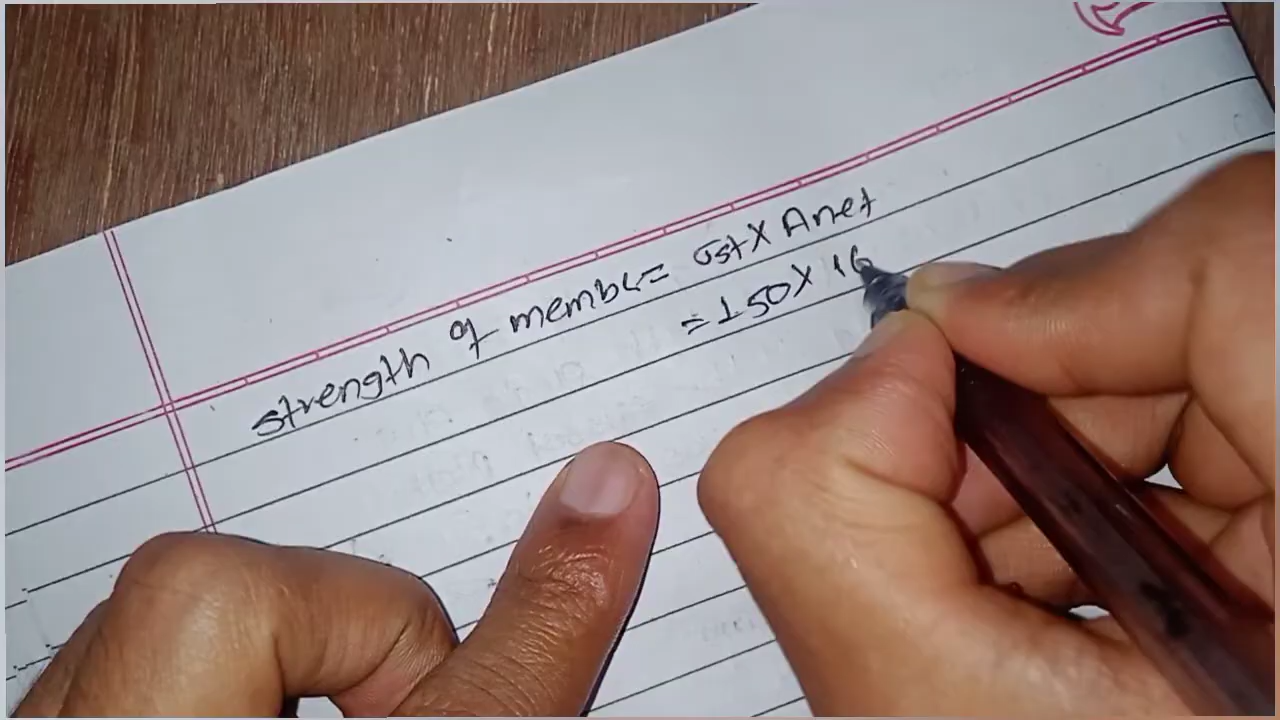 strength of membr = σst X Anet
= 150 X 16